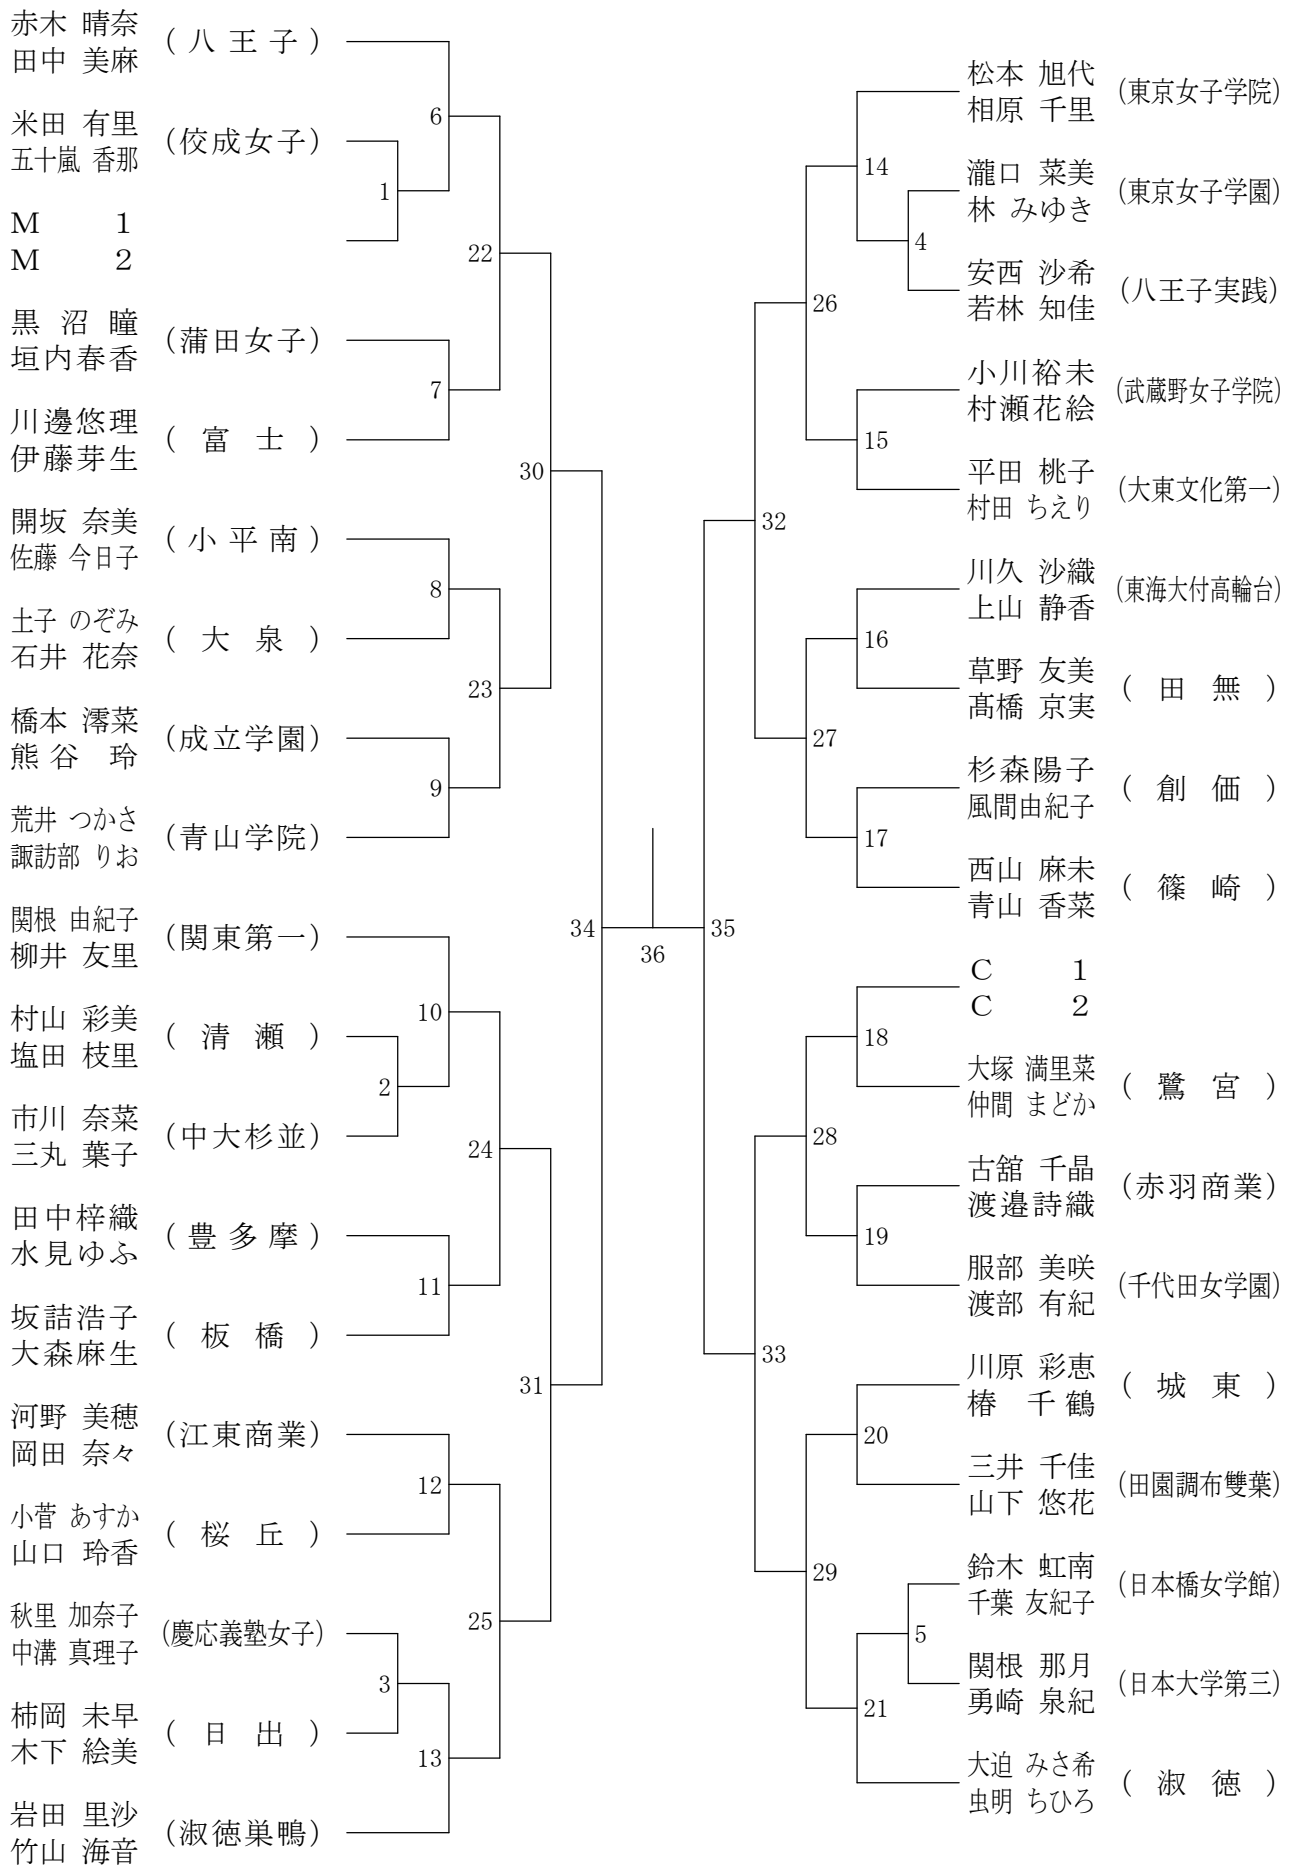 赤木 晴奈
田中 美麻
(八王子)
米田 有里
五十嵐 香那
(佼成女子)
M 1
M 2
黒沼瞳
垣内春香
(蒲田女子)
川邊悠理
伊藤芽生
(富士)
開坂 奈美
佐藤 今日子
(小平南)
土子 のぞみ
石井 花奈
(大泉)
橋本 澪菜
熊谷 玲
(成立学園)
荒井 つかさ
諏訪部 りお
(青山学院)
関根 由紀子
柳井 友里
(関東第一)
村山 彩美
塩田 枝里
(清瀬)
市川 奈菜
三丸 葉子
(中大杉並)
田中梓織
水見ゆふ
(豊多摩)
坂詰浩子
大森麻生
(板橋)
河野 美穂
岡田 奈々
(江東商業)
小菅 あすか
山口 玲香
(桜丘)
秋里 加奈子
中溝 真理子
(慶応義塾女子)
柿岡 未早
木下 絵美
(日出)
岩田 里沙
竹山 海音
(淑徳巣鴨)
6
1
22
7
30
8
23
9
34
10
2
24
11
31
12
25
3
13
36
35
14
4
26
15
32
16
27
17
18
28
19
33
20
29
5
21
松本 旭代
相原 千里
(東京女子学院)
瀧口 菜美
林 みゆき
(東京女子学園)
安西 沙希
若林 知佳
(八王子実践)
小川裕未
村瀬花絵
(武蔵野女子学院)
平田 桃子
村田 ちえり
(大東文化第一)
川久 沙織
上山 静香
(東海大付高輪台)
草野 友美
髙橋 京実
(田無)
杉森陽子
風間由紀子
(創価)
西山 麻未
青山 香菜
(篠崎)
C 1
C 2
大塚 満里菜
仲間 まどか
(鷺宮)
古舘 千晶
渡邉詩織
(赤羽商業)
服部 美咲
渡部 有紀
(千代田女学園)
川原 彩恵
椿 千鶴
(城東)
三井 千佳
山下 悠花
(田園調布雙葉)
鈴木 虹南
千葉 友紀子
(日本橋女学館)
関根 那月
勇崎 泉紀
(日本大学第三)
大迫 みさ希
虫明 ちひろ
(淑徳)